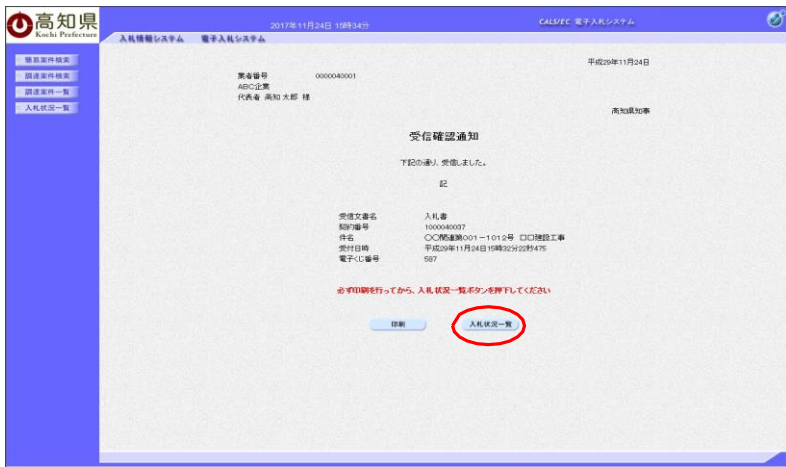 高知県
Kochi Prefecture
2017年11月24日 15時34分
CALS/EC 電子入札システム
入札情報システム 電子入札システム
簡易案件検索
調達案件検索
調達案件一覧
入札状況一覧
平成29年11月24日
業者番号 0000040001
ABC企業
代表者 高知 太郎 様
高知県知事
受信確認通知
下記の通り、受信しました。
記
受信文書名 入札書
契約番号 1000040037
件名 〇〇関連第001-1012号 口口建設工事
受付日時 平成29年11月24日15時32分22秒475
電子くじ番号 587
必ず印刷を行ってから、入札状況一覧ボタンを押下してください
印刷
入札状況一覧